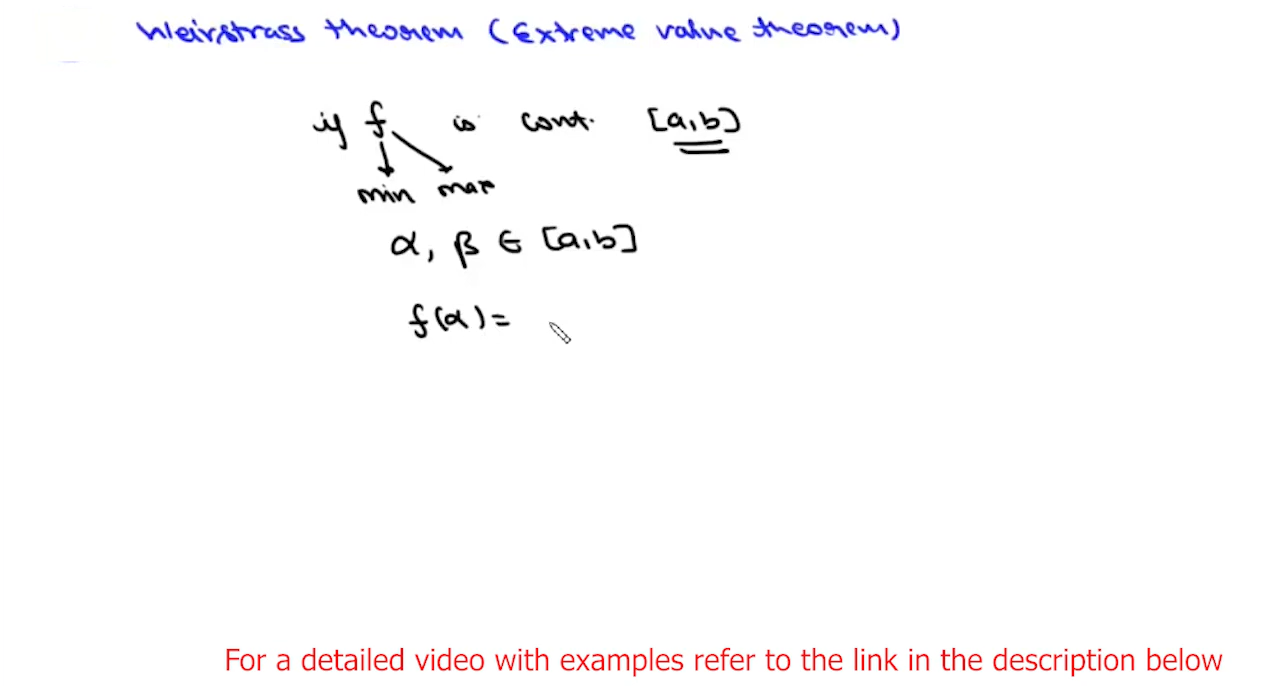 Weirstrass theorem (Extreme value theorem)
if f is cont. [a,b]
min max
α, β ∈ [a,b]
f(α) =
For a detailed video with examples refer to the link in the description below